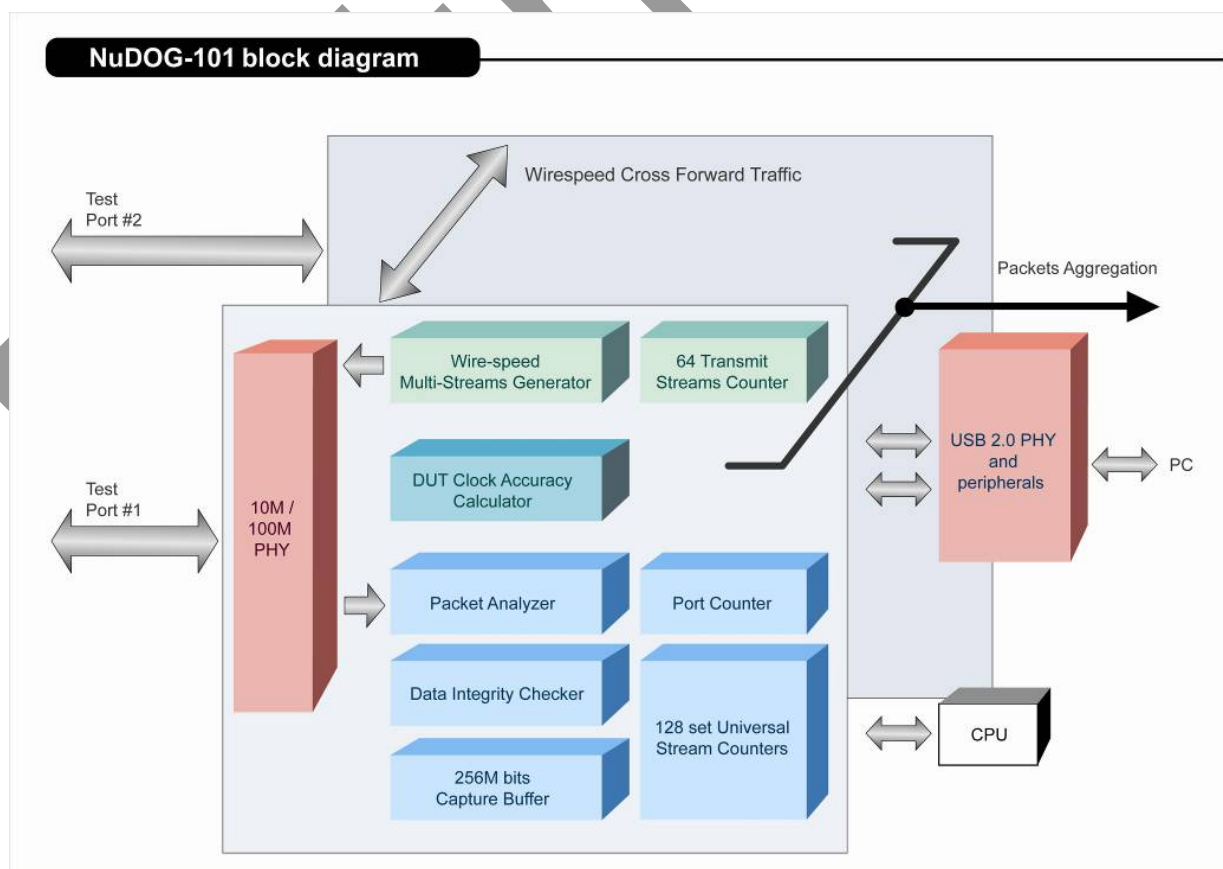 NuDOG-101 block diagram
Wirespeed Cross Forward Traffic
Test
Port #2
Packets Aggregation
Wire-speed
Multi-Streams Generator
64 Transmit
Streams Counter
USB 2.0 PHY
and
peripherals
PC
DUT Clock Accuracy
Calculator
Test
Port #1
10M /
100M
PHY
Packet Analyzer
Port Counter
Data Integrity Checker
128 set Universal
Stream Counters
CPU
256M bits
Capture Buffer